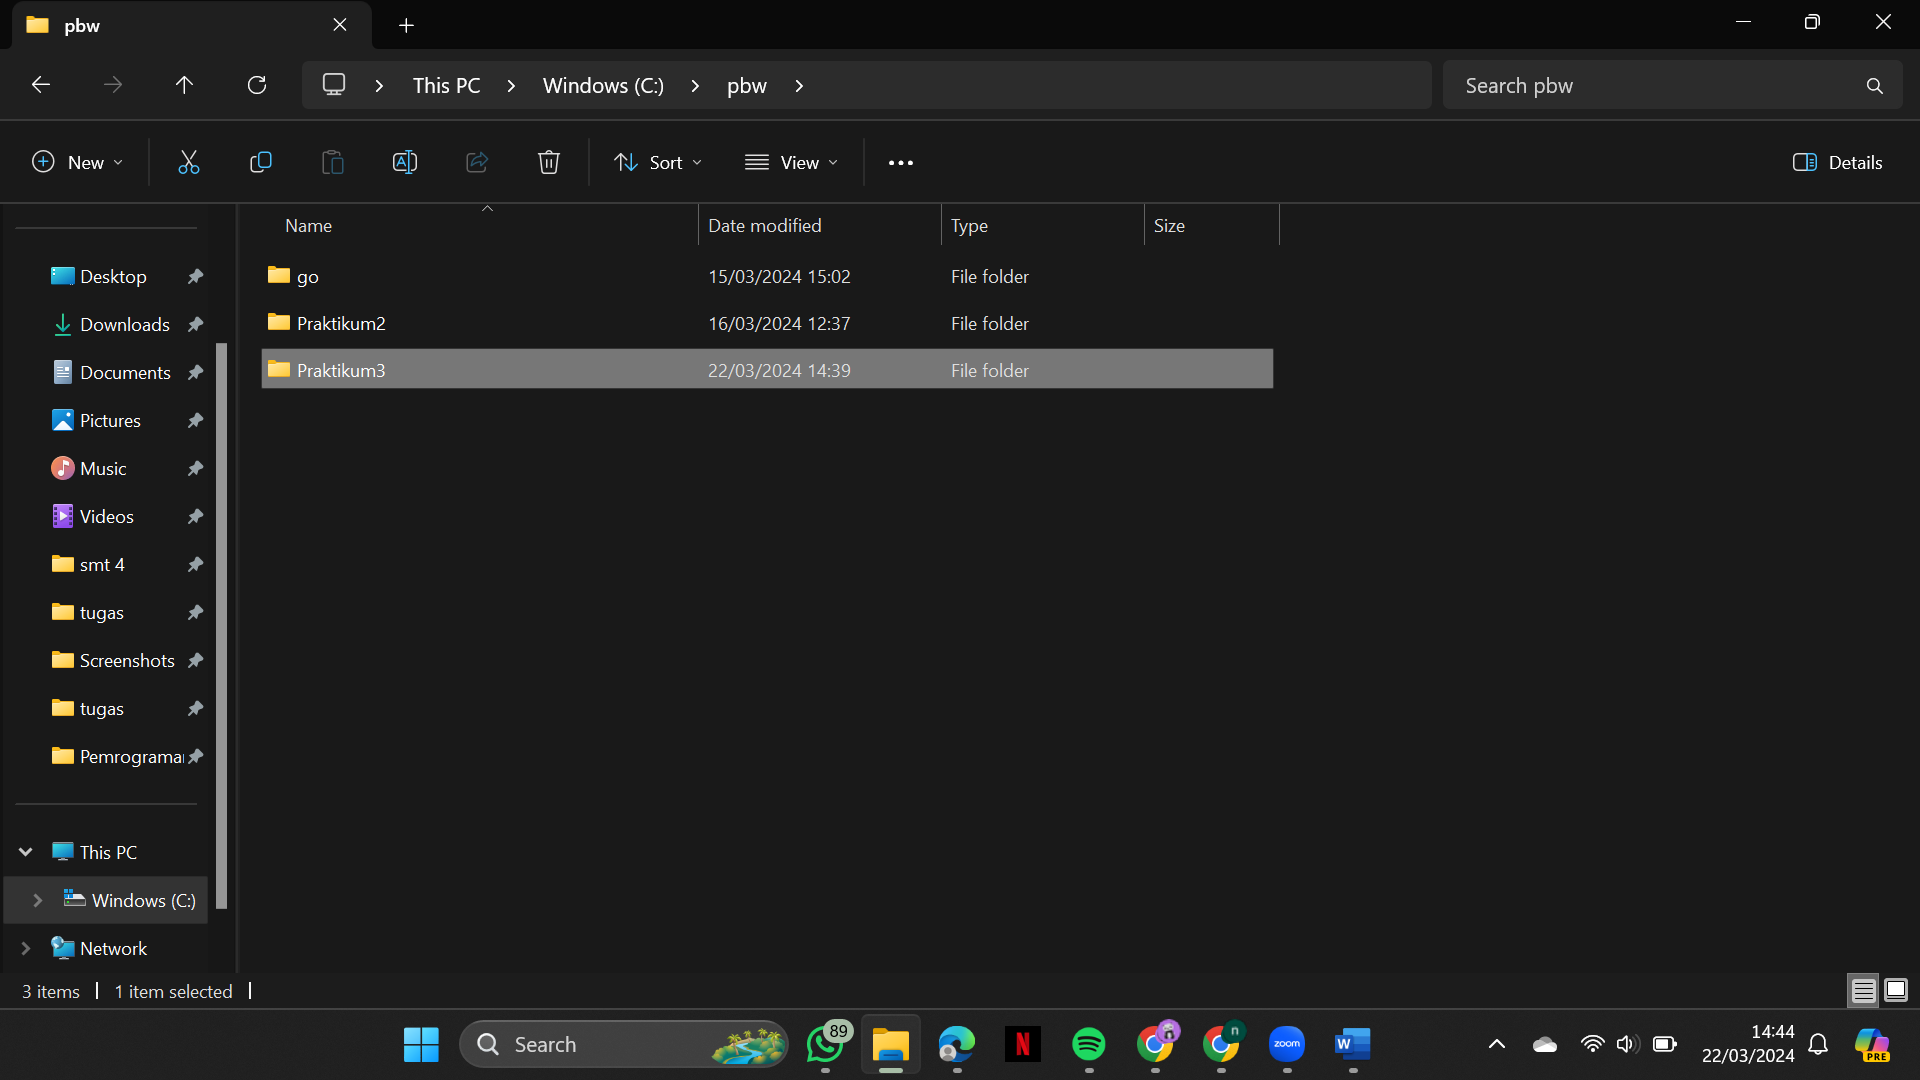 pbw
This PC
Windows (C:)
pbw
Search pbw
New
Sort
View
Details
Name
Date modified
Type
Size
go
15/03/2024 15:02
File folder
Praktikum2
16/03/2024 12:37
File folder
Praktikum3
22/03/2024 14:39
File folder
Desktop
Downloads
Documents
Pictures
Music
Videos
smt 4
tugas
Screenshots
tugas
Pemrograma
This PC
Windows (C:)
Network
3 items
1 item selected
Search
89
N
n
zoom
W
14:44
22/03/2024
PRE